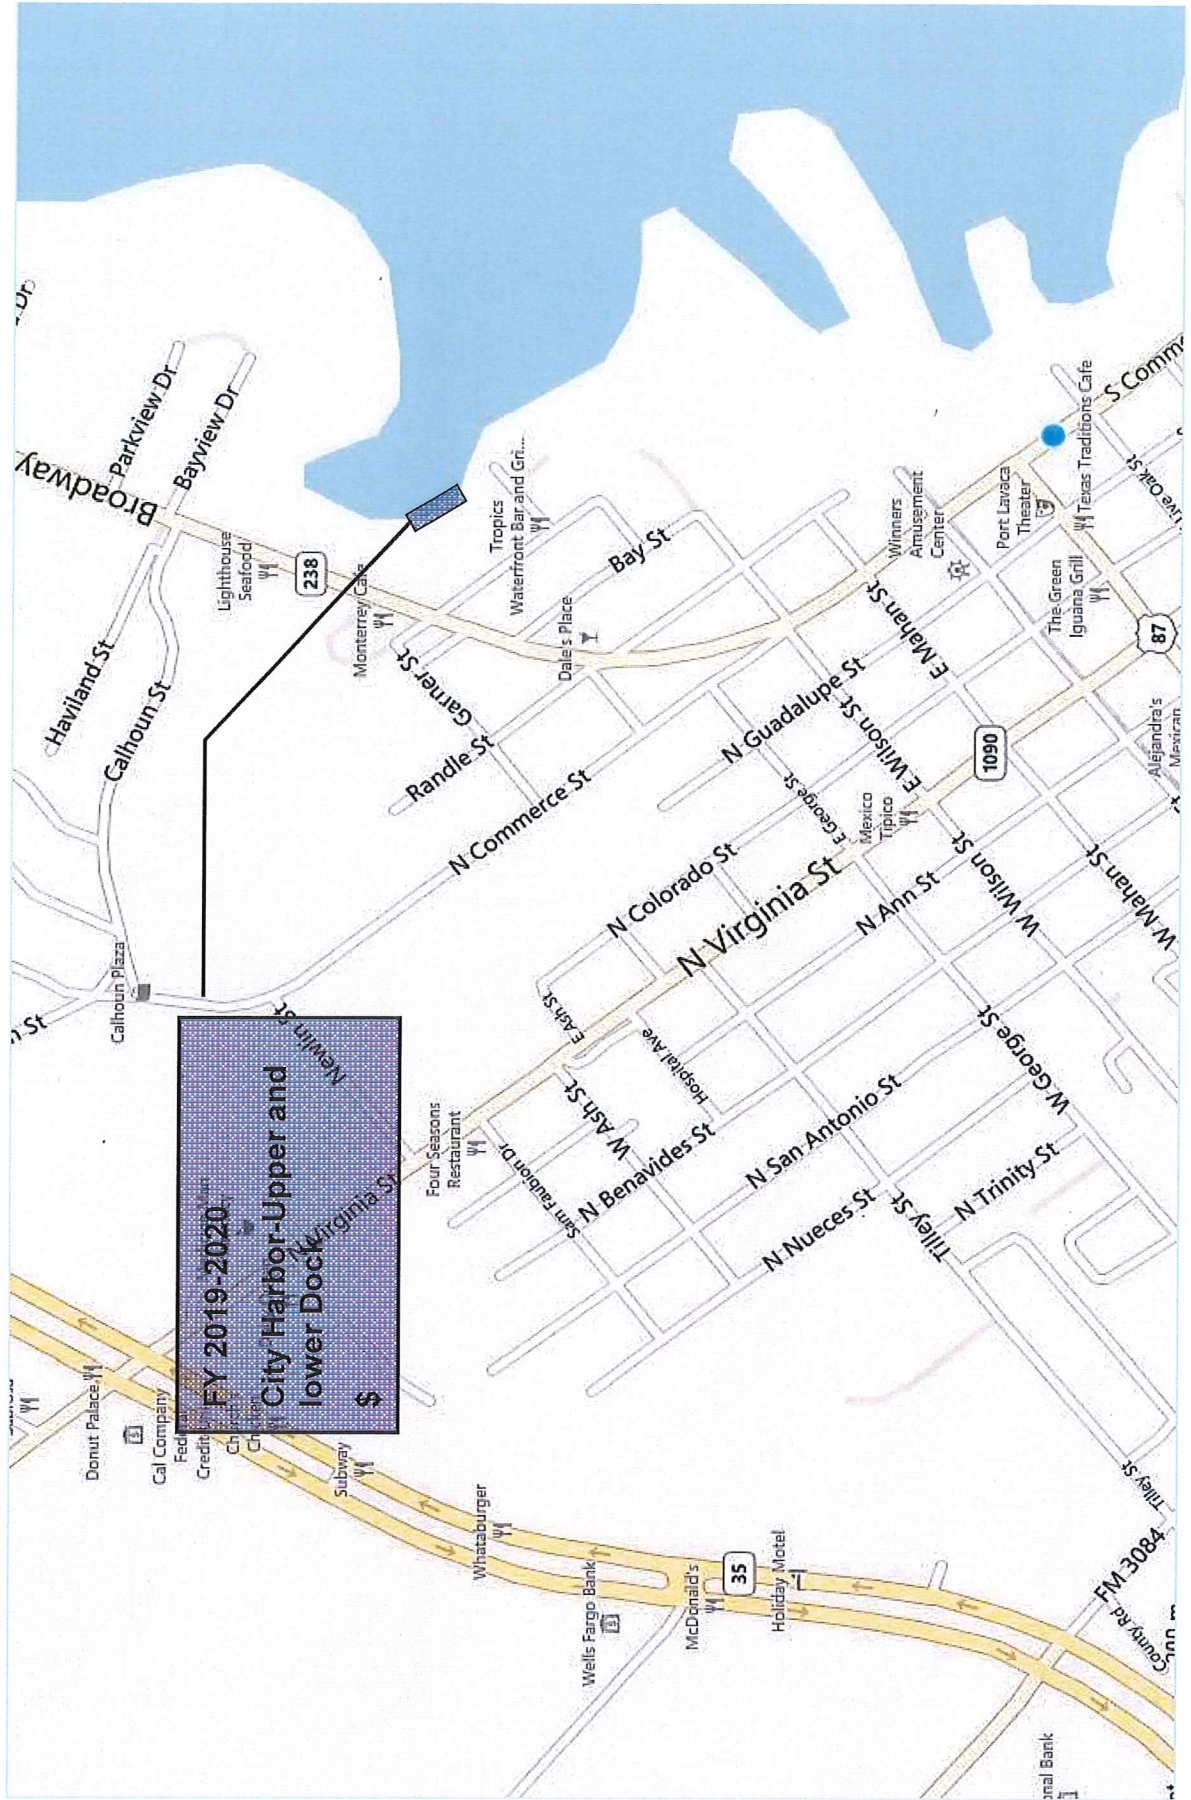 FY 2019-2020
City Harbor-Upper and
lower Dock
$
Donut Palace
Cal Company
Subway
Whataburger
Wells Fargo Bank
McDonald's
35
Holiday Motel
FM 3084
County Rd
Tilley St
Calhoun Plaza
Newlin St
Virginia St
Four Seasons
Restaurant
Sam Faubion Dr
W Ash St
E Ash St
Hospital Ave
N Benavides St
N San Antonio St
N Nueces St
Tilley St
N Trinity St
W George St
Haviland St
Calhoun St
Randle St
Garner St
N Commerce St
N Colorado St
N Virginia St
N Ann St
N Guadalupe St
E George St
Mexico
Tipico
E Wilson St
W Wilson St
W Mahan St
E Mahan St
1090
87
Alejandra's
Mexican
Broadway
Parkview Dr
Bayview Dr
Lighthouse
Seafood
238
Monterrey Cafe
Tropics
Waterfront Bar and Gri...
Dale's Place
Bay St
Winners
Amusement
Center
Port Lavaca
Theater
Texas Traditions Cafe
The Green
Iguana Grill
Live Oak St
S Comm